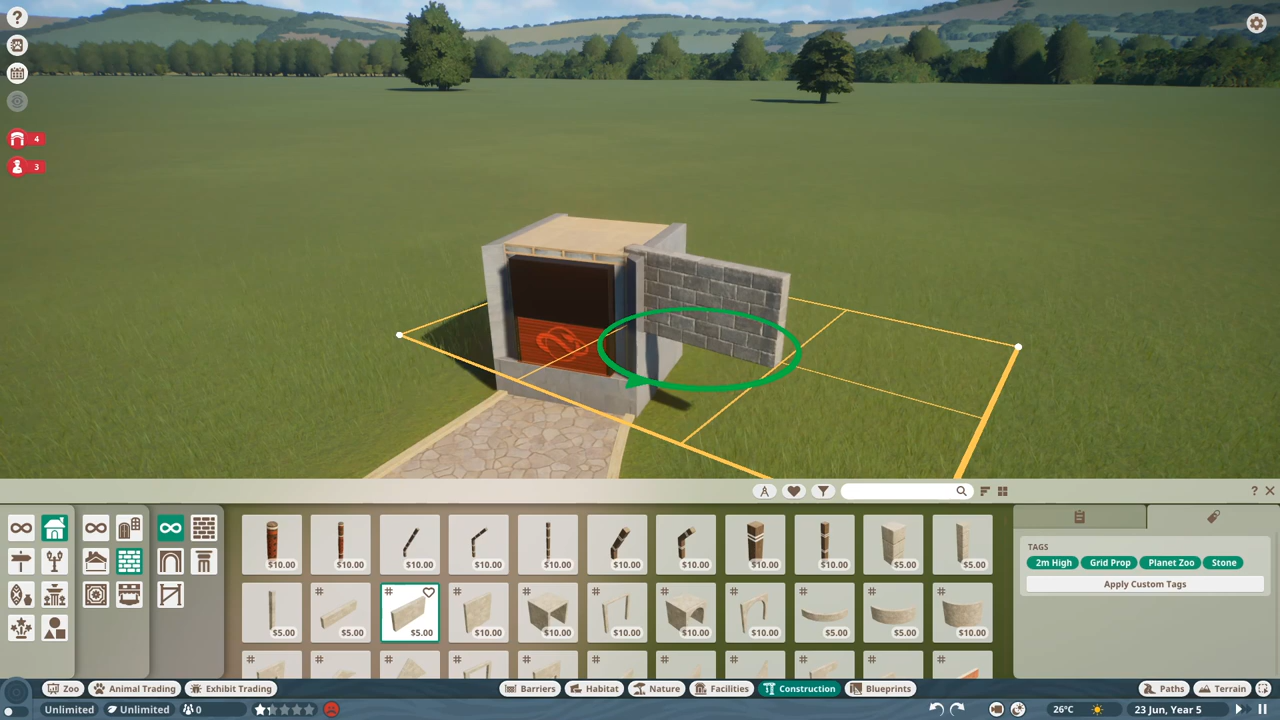 ?
4
3
? ×
$10.00 $10.00 $10.00 $10.00 $10.00 $10.00 $10.00 $10.00 $10.00 $5.00 $5.00
$5.00 $5.00 $5.00 $10.00 $10.00 $10.00 $10.00 $10.00 $5.00 $5.00 $10.00
TAGS
2m High Grid Prop Planet Zoo Stone
Apply Custom Tags
Zoo Animal Trading Exhibit Trading Barriers Habitat Nature Facilities Construction Blueprints Paths Terrain
Unlimited Unlimited 0 26°C 23 Jun, Year 5